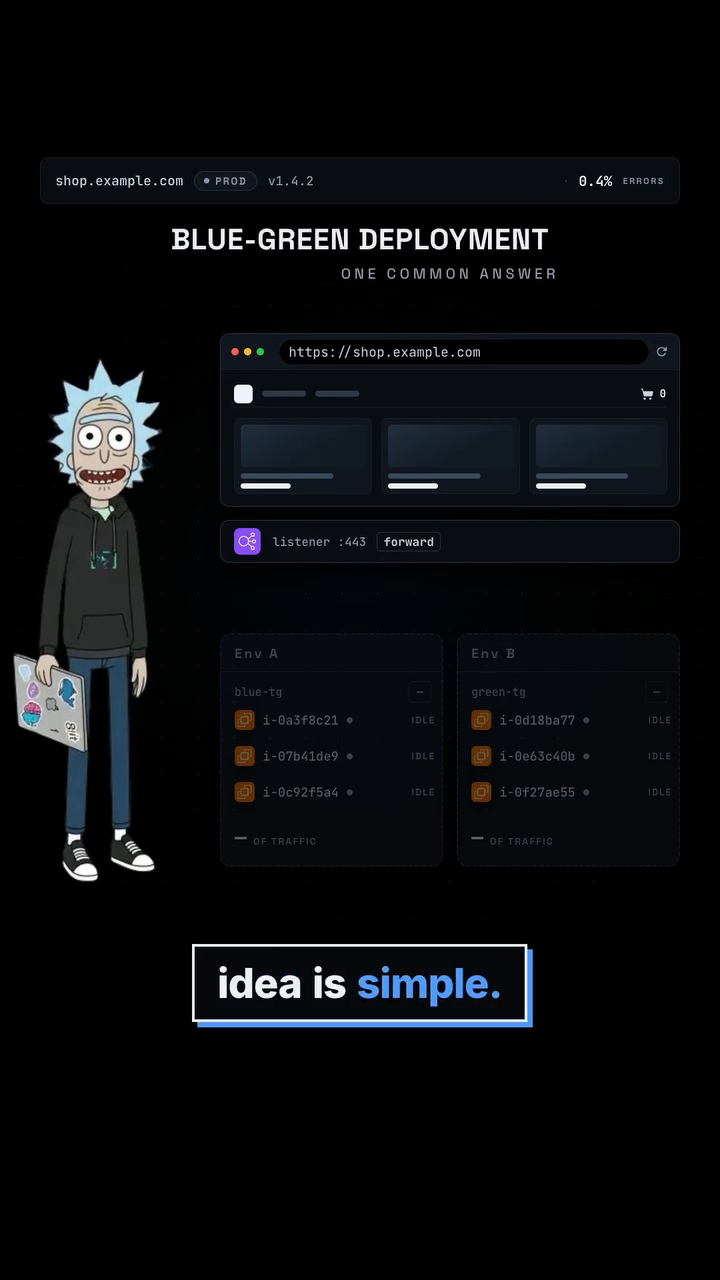 shop.example.com PROD v1.4.2 0.4% ERRORS
BLUE-GREEN DEPLOYMENT
ONE COMMON ANSWER
https://shop.example.com
0
listener :443 forward
Env A
blue-tg –
i-0a3f8c21 IDLE
i-07b41de9 IDLE
i-0c92f5a4 IDLE
– OF TRAFFIC
Env B
green-tg –
i-0d18ba77 IDLE
i-0e63c40b IDLE
i-0f27ae55 IDLE
– OF TRAFFIC
idea is simple.